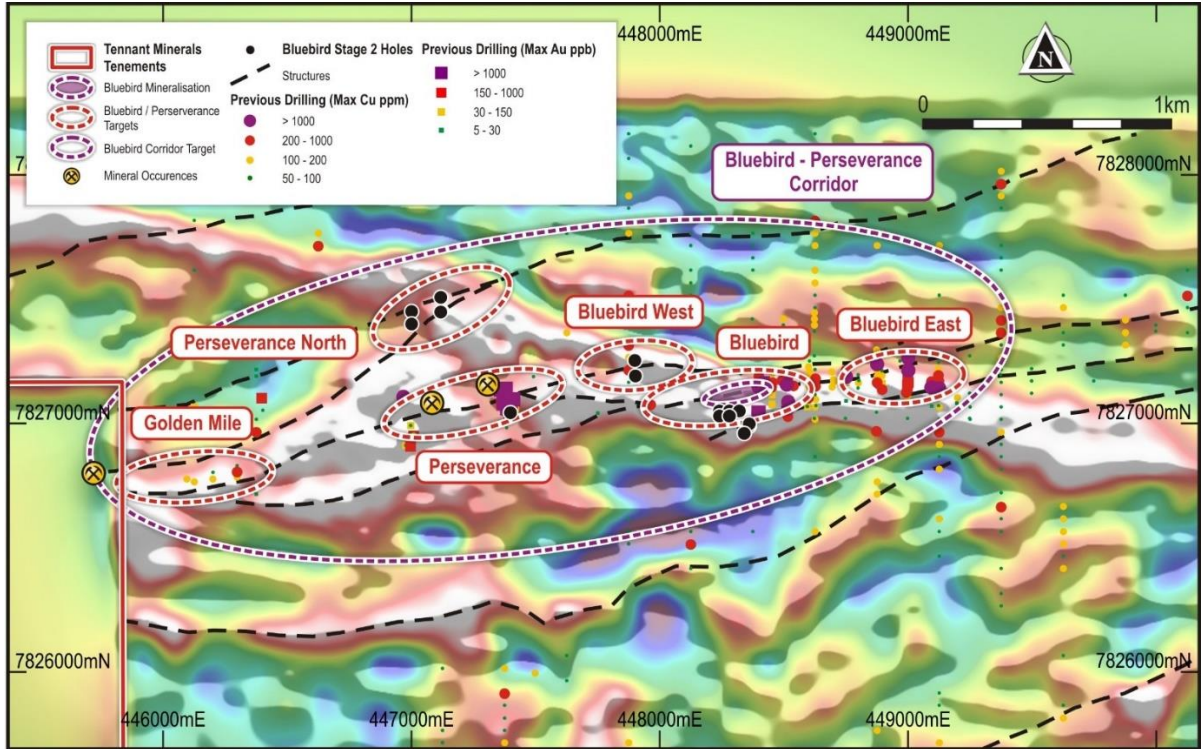 448000mE
449000mE
Tennant Minerals
Tenements
Bluebird Mineralisation
Bluebird / Perseverance
Targets
Bluebird Corridor Target
Mineral Occurences
Bluebird Stage 2 Holes
Structures
Previous Drilling (Max Cu ppm)
> 1000
200 - 1000
100 - 200
50 - 100
Previous Drilling (Max Au ppb)
> 1000
150 - 1000
30 - 150
5 - 30
N
0
1km
7828000mN
Bluebird - Perseverance
Corridor
Bluebird West
Bluebird
Bluebird East
Perseverance North
Golden Mile
Perseverance
7827000mN
7827000mN
7826000mN
7826000mN
446000mE
447000mE
448000mE
449000mE